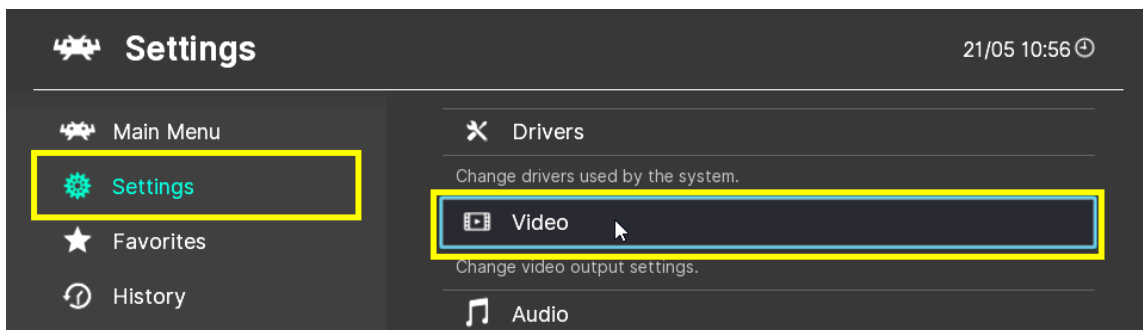 Settings
21/05 10:56
Main Menu
Settings
Favorites
History
Drivers
Change drivers used by the system.
Video
Change video output settings.
Audio